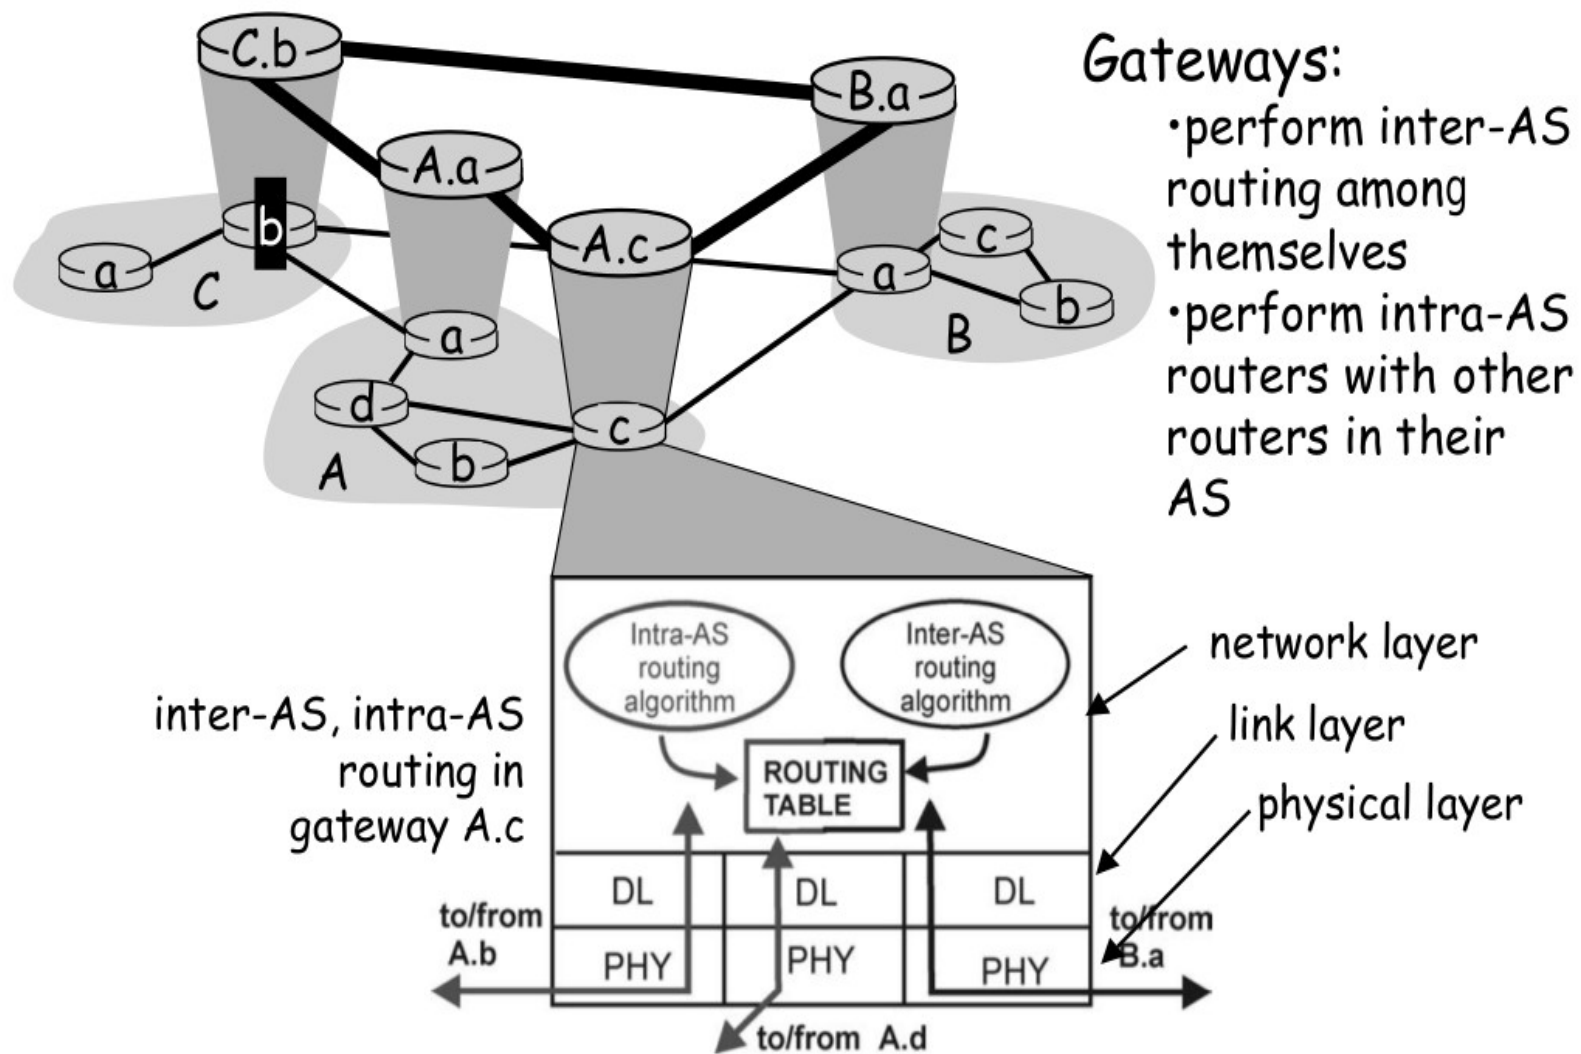 C.b
B.a
A.a
A.c
b
a
C
a
c
b
B
a
d
b
c
A
Gateways:
•perform inter-AS
routing among
themselves
•perform intra-AS
routers with other
routers in their
AS
inter-AS, intra-AS
routing in
gateway A.c
Intra-AS
routing
algorithm
Inter-AS
routing
algorithm
ROUTING
TABLE
DL
DL
DL
PHY
PHY
PHY
to/from
A.b
to/from A.d
to/from
B.a
network layer
link layer
physical layer